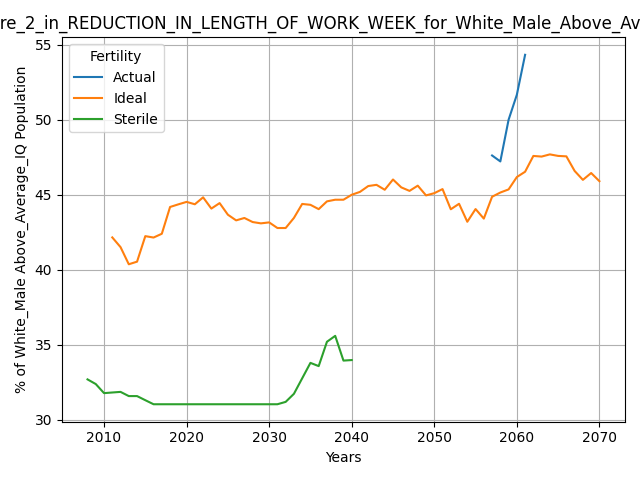 re_2_in_REDUCTION_IN_LENGTH_OF_WORK_WEEK_for_White_Male_Above_Av
Fertility
Actual
Ideal
Sterile
% of White_Male Above_Average_IQ Population
55
50
45
40
35
30
2010 2020 2030 2040 2050 2060 2070
Years